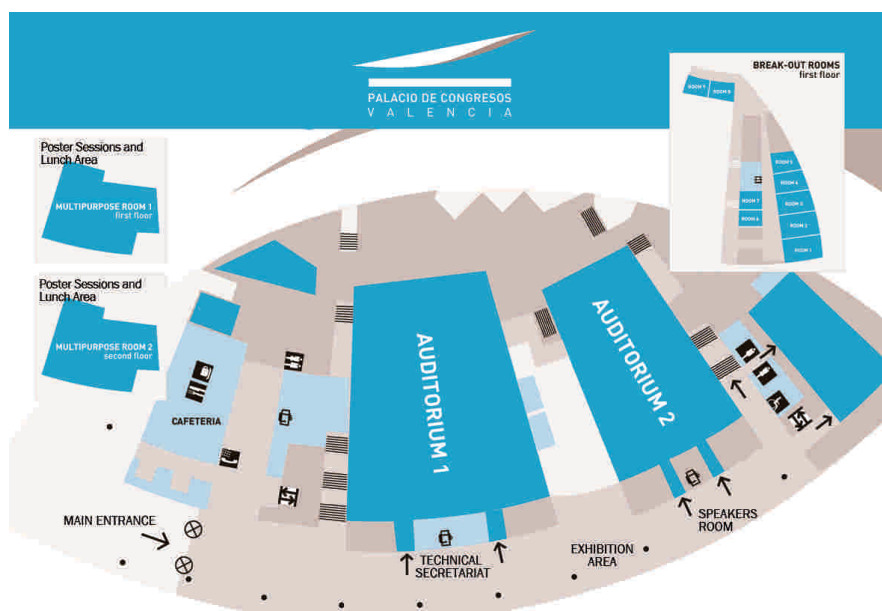 PALACIO DE CONGRESOS
VALENCIA
BREAK-OUT ROOMS
first floor
ROOM 8
ROOM 5
ROOM 4
ROOM 3
ROOM 7
ROOM 6
ROOM 2
ROOM 1
Poster Sessions and
Lunch Area
MULTIPURPOSE ROOM 1
first floor
Poster Sessions and
Lunch Area
MULTIPURPOSE ROOM 2
second floor
CAFETERIA
AUDITORIUM 1
AUDITORIUM 2
MAIN ENTRANCE
TECHNICAL
SECRETARIAT
EXHIBITION
AREA
SPEAKERS
ROOM